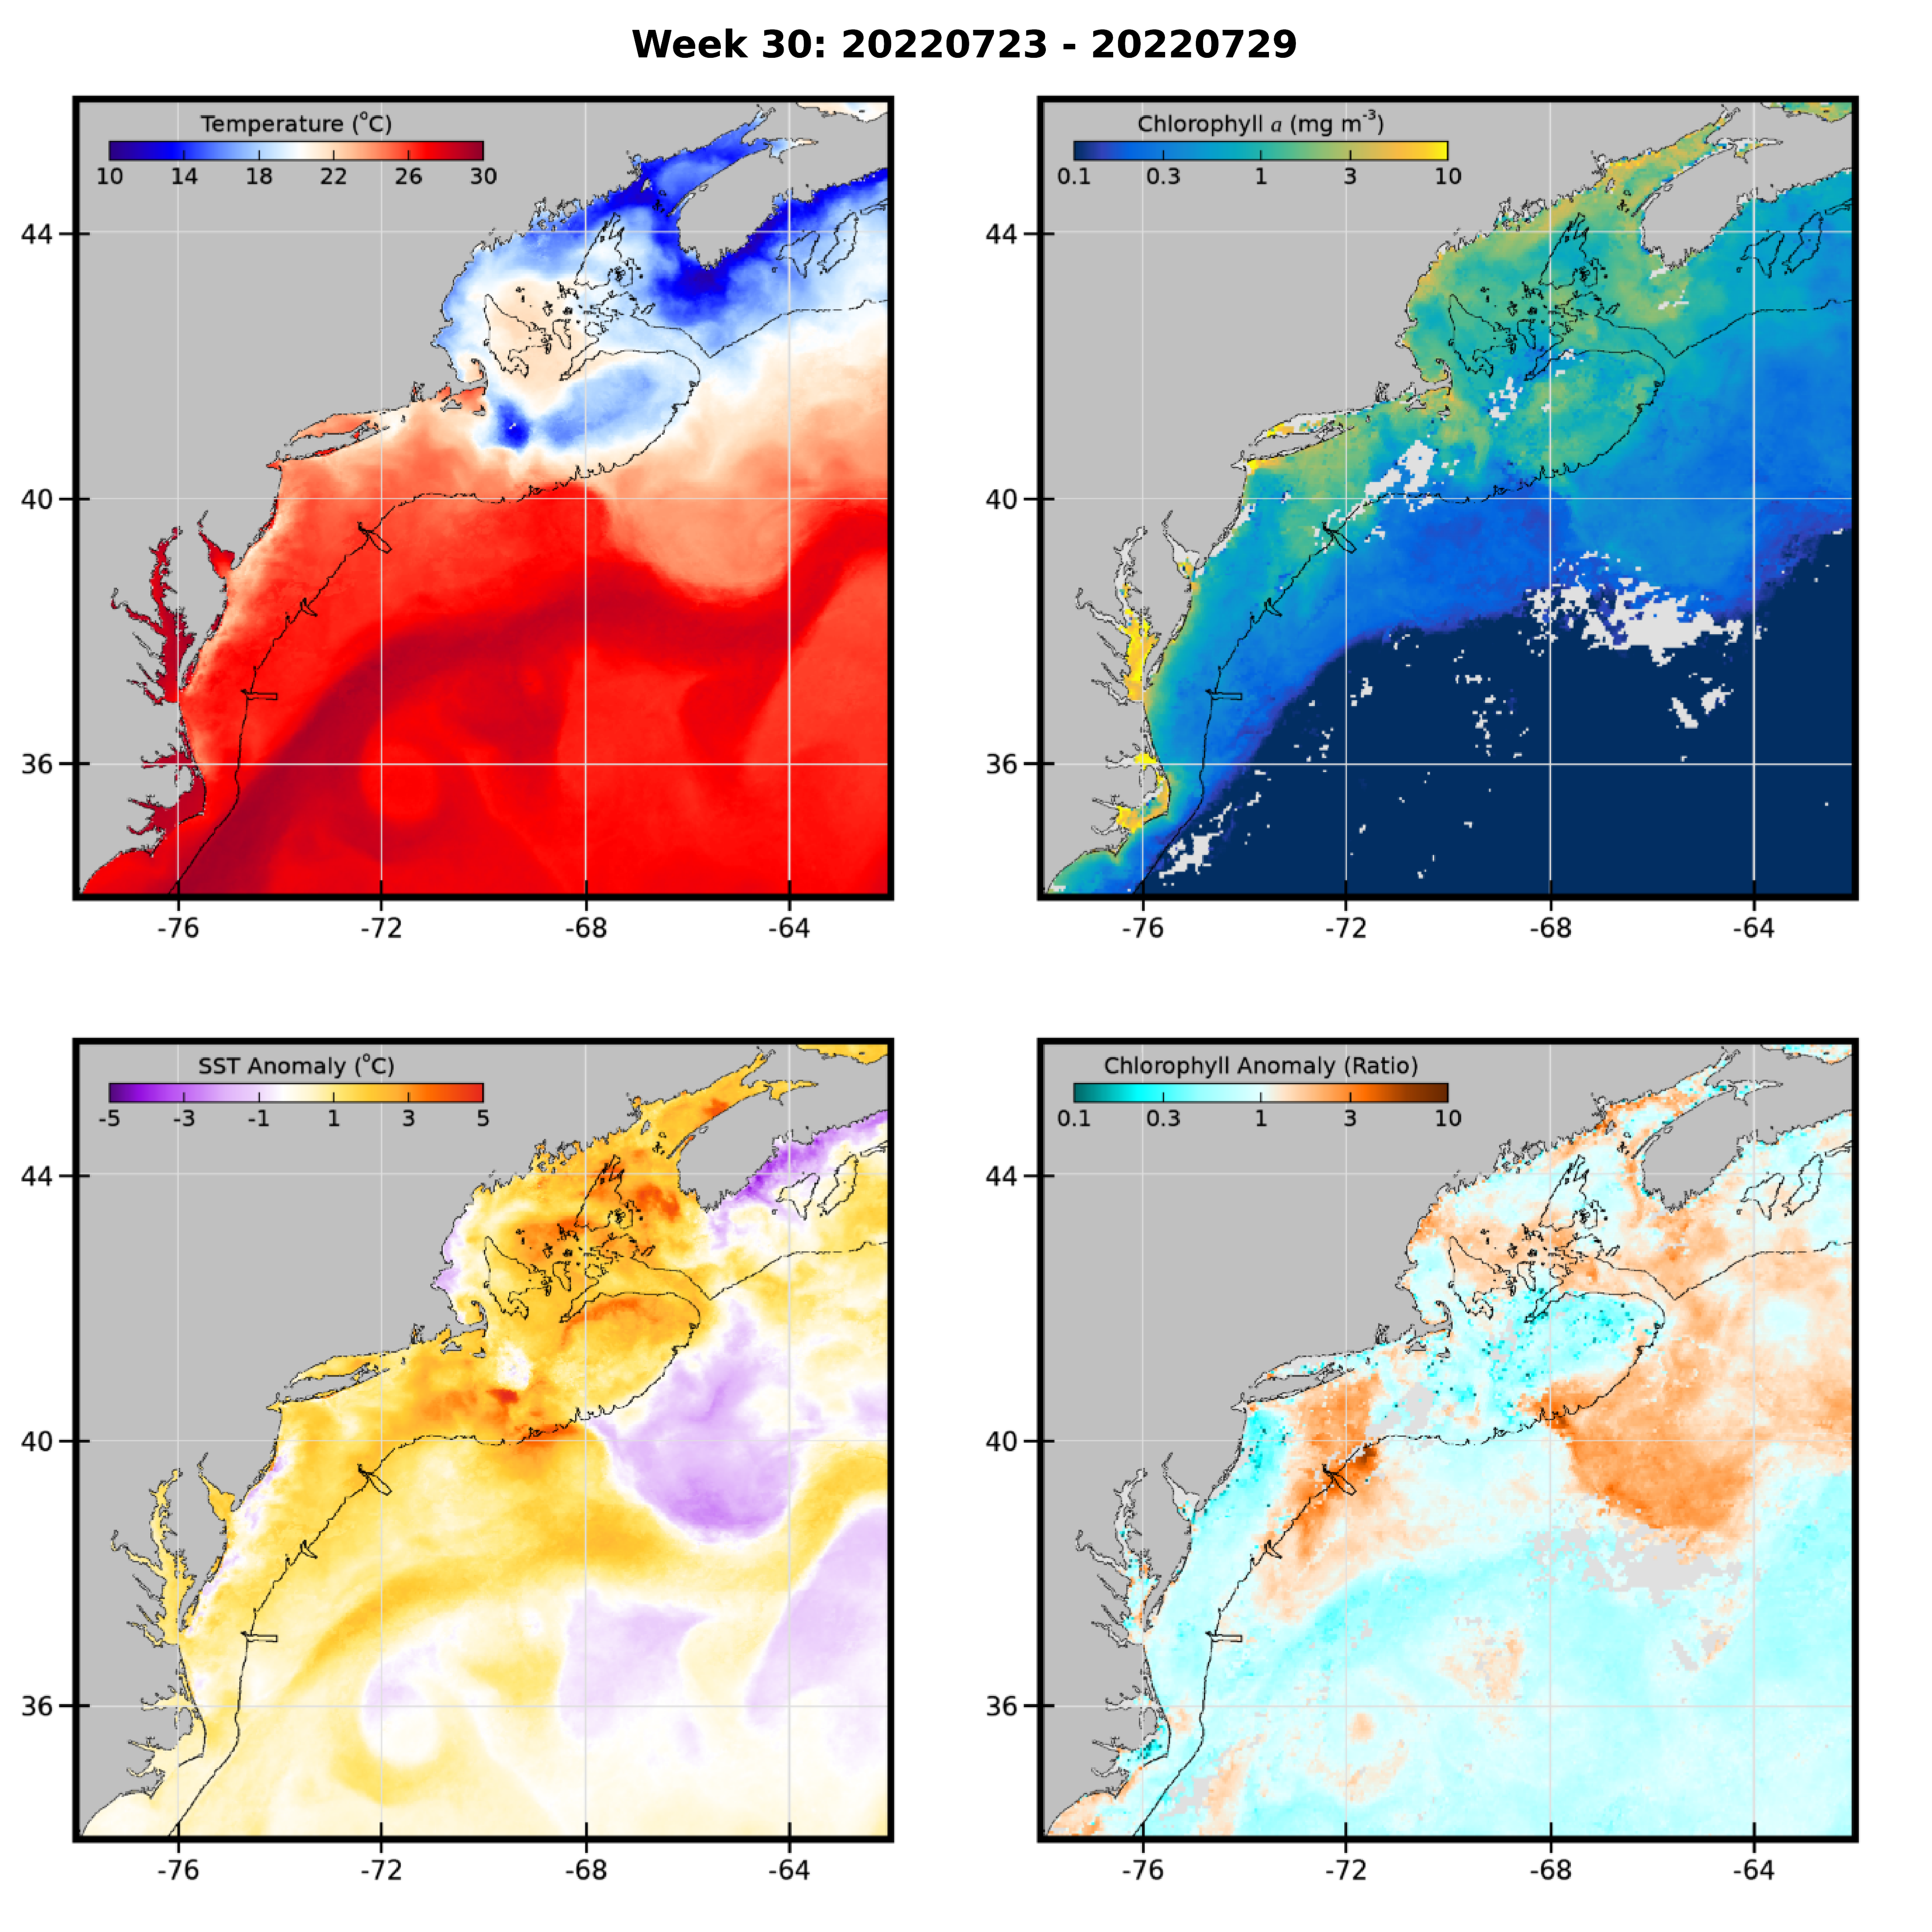 Week 30: 20220723 - 20220729
Temperature (°C)
10 14 18 22 26 30
44
40
36
-76 -72 -68 -64
Chlorophyll a (mg m⁻³)
0.1 0.3 1 3 10
44
40
36
-76 -72 -68 -64
SST Anomaly (°C)
-5 -3 -1 1 3 5
44
40
36
-76 -72 -68 -64
Chlorophyll Anomaly (Ratio)
0.1 0.3 1 3 10
44
40
36
-76 -72 -68 -64